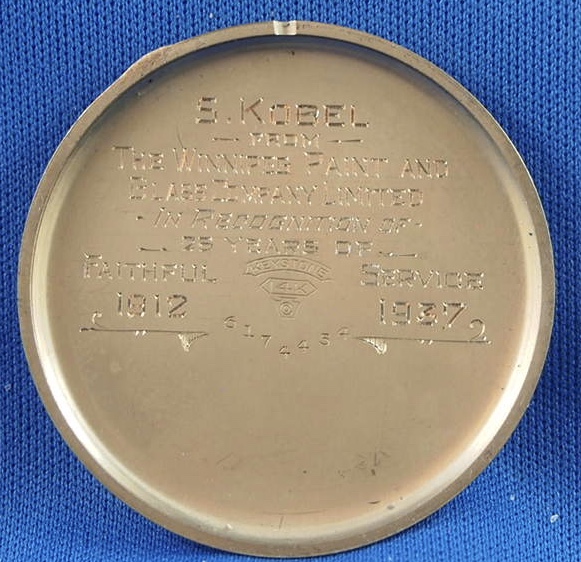 S. KOBEL
— FROM —
THE WINNIPEG PAINT AND
GLASS COMPANY LIMITED
- IN RECOGNITION OF -
25 YEARS OF
KEYSTONE
FAITHFUL 14K SERVICE
1912 1937
6174454